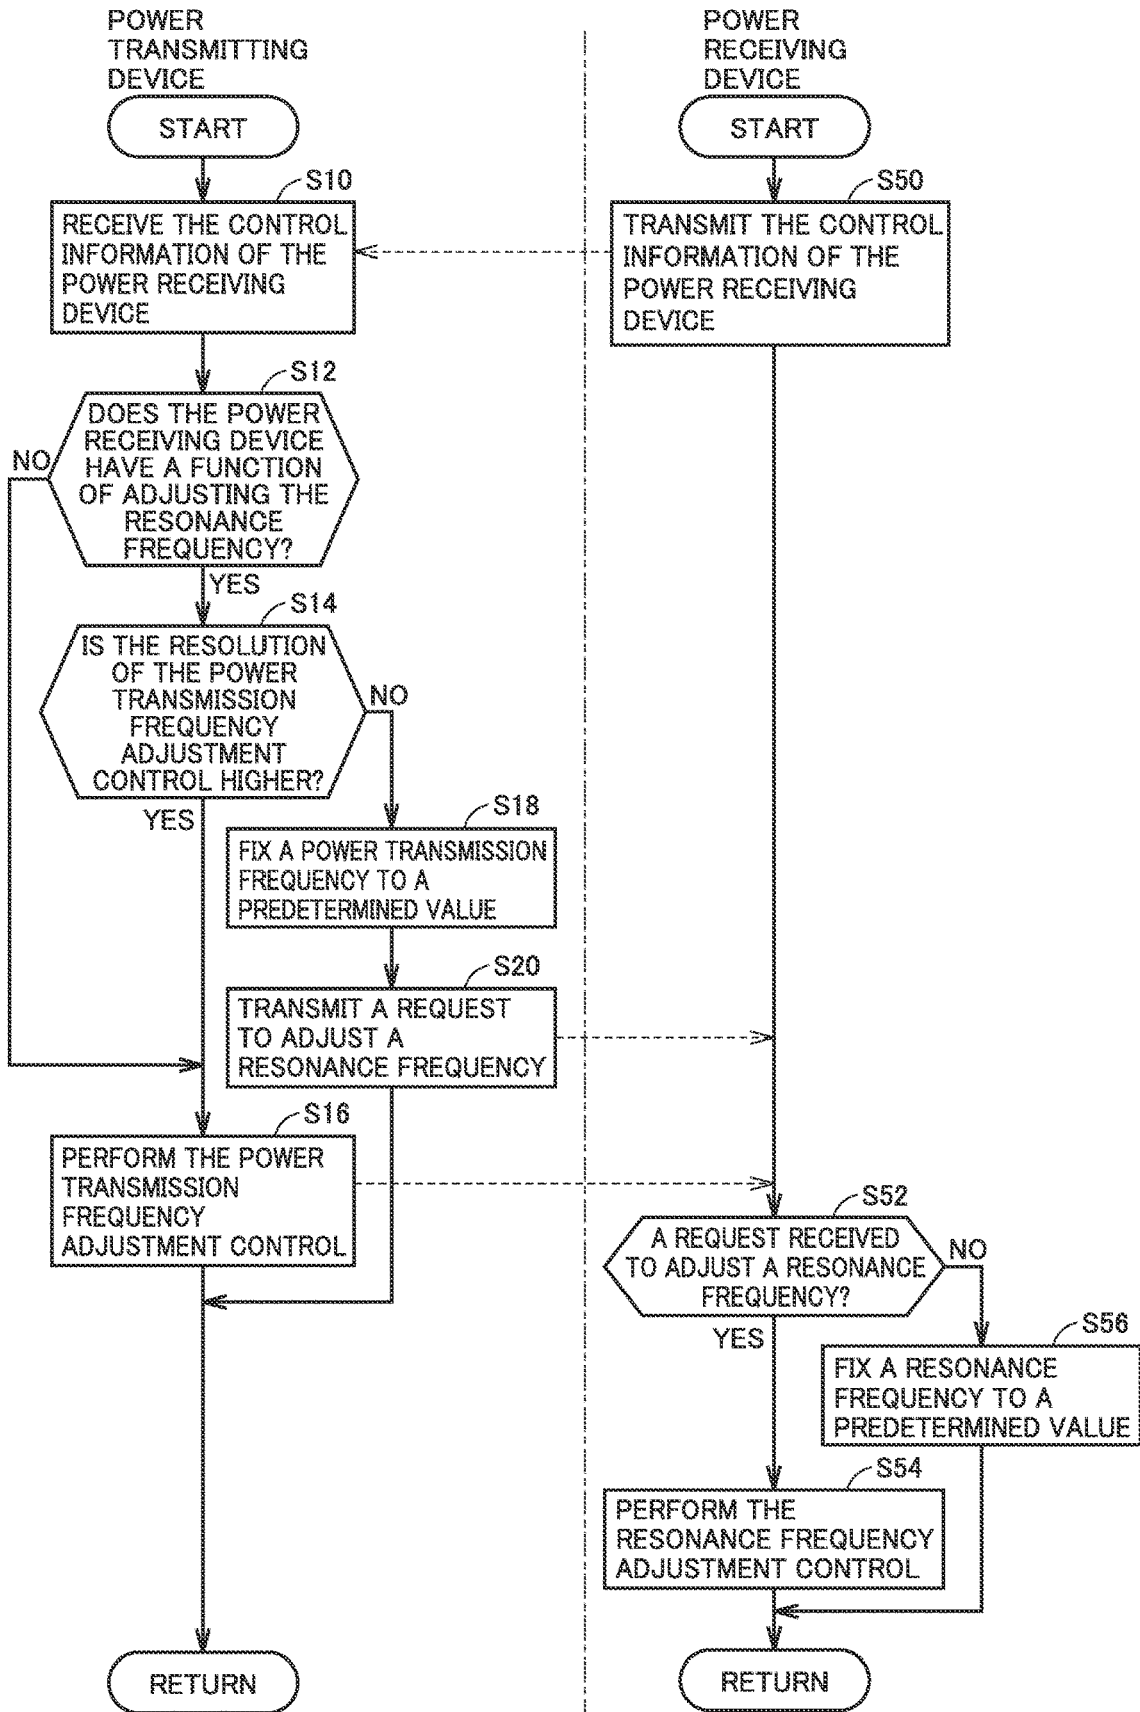 POWER
TRANSMITTING
DEVICE
START
S10
RECEIVE THE CONTROL
INFORMATION OF THE
POWER RECEIVING
DEVICE
S12
DOES THE POWER
RECEIVING DEVICE
HAVE A FUNCTION
OF ADJUSTING THE
RESONANCE
FREQUENCY?
NO
YES
S14
IS THE RESOLUTION
OF THE POWER
TRANSMISSION
FREQUENCY
ADJUSTMENT
CONTROL HIGHER?
NO
YES
S18
FIX A POWER TRANSMISSION
FREQUENCY TO A
PREDETERMINED VALUE
S20
TRANSMIT A REQUEST
TO ADJUST A
RESONANCE FREQUENCY
S16
PERFORM THE POWER
TRANSMISSION
FREQUENCY
ADJUSTMENT CONTROL
RETURN
POWER
RECEIVING
DEVICE
START
S50
TRANSMIT THE CONTROL
INFORMATION OF THE
POWER RECEIVING
DEVICE
S52
A REQUEST RECEIVED
TO ADJUST A RESONANCE
FREQUENCY?
NO
YES
S56
FIX A RESONANCE
FREQUENCY TO A
PREDETERMINED VALUE
S54
PERFORM THE
RESONANCE FREQUENCY
ADJUSTMENT CONTROL
RETURN